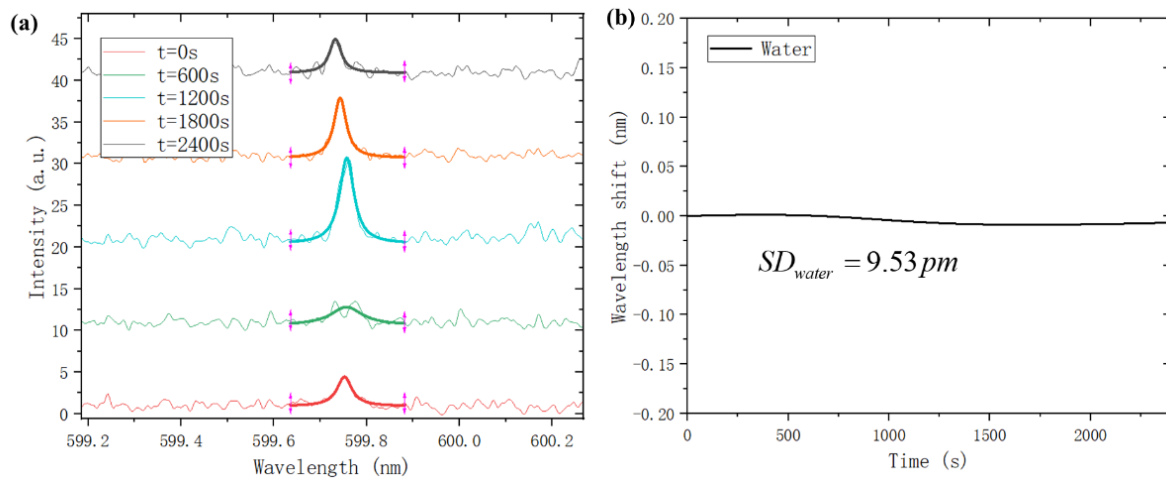 (a)
t=0s
t=600s
t=1200s
t=1800s
t=2400s
Intensity (a.u.)
45
40
35
30
25
20
15
10
5
0
599.2 599.4 599.6 599.8 600.0 600.2
Wavelength (nm)
(b)
Water
Wavelength shift (nm)
0.20
0.15
0.10
0.05
0.00
-0.05
-0.10
-0.15
-0.20
SDwater = 9.53 pm
0 500 1000 1500 2000
Time (s)